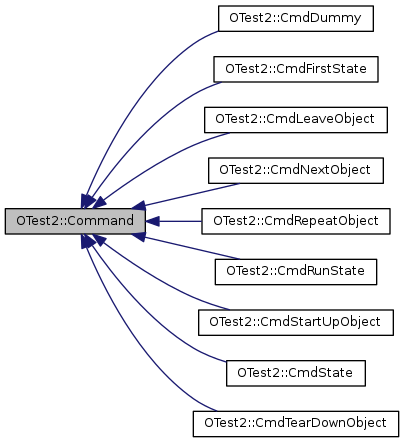 OTest2::CmdDummy
OTest2::CmdFirstState
OTest2::CmdLeaveObject
OTest2::CmdNextObject
OTest2::Command
OTest2::CmdRepeatObject
OTest2::CmdRunState
OTest2::CmdStartUpObject
OTest2::CmdState
OTest2::CmdTearDownObject